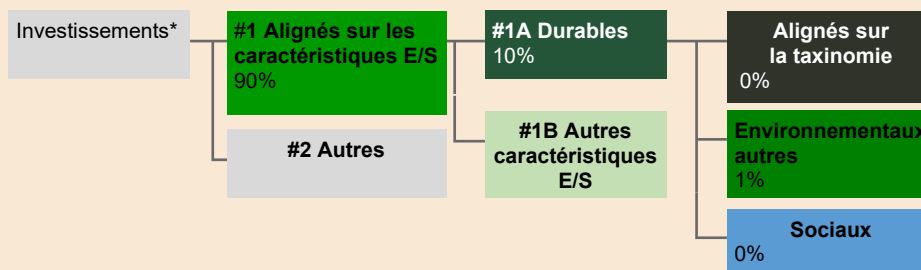 Investissements*
#1 Alignés sur les
caractéristiques E/S
90%
#2 Autres
#1A Durables
10%
#1B Autres
caractéristiques
E/S
Alignés sur
la taxinomie
0%
Environnementaux
autres
1%
Sociaux
0%